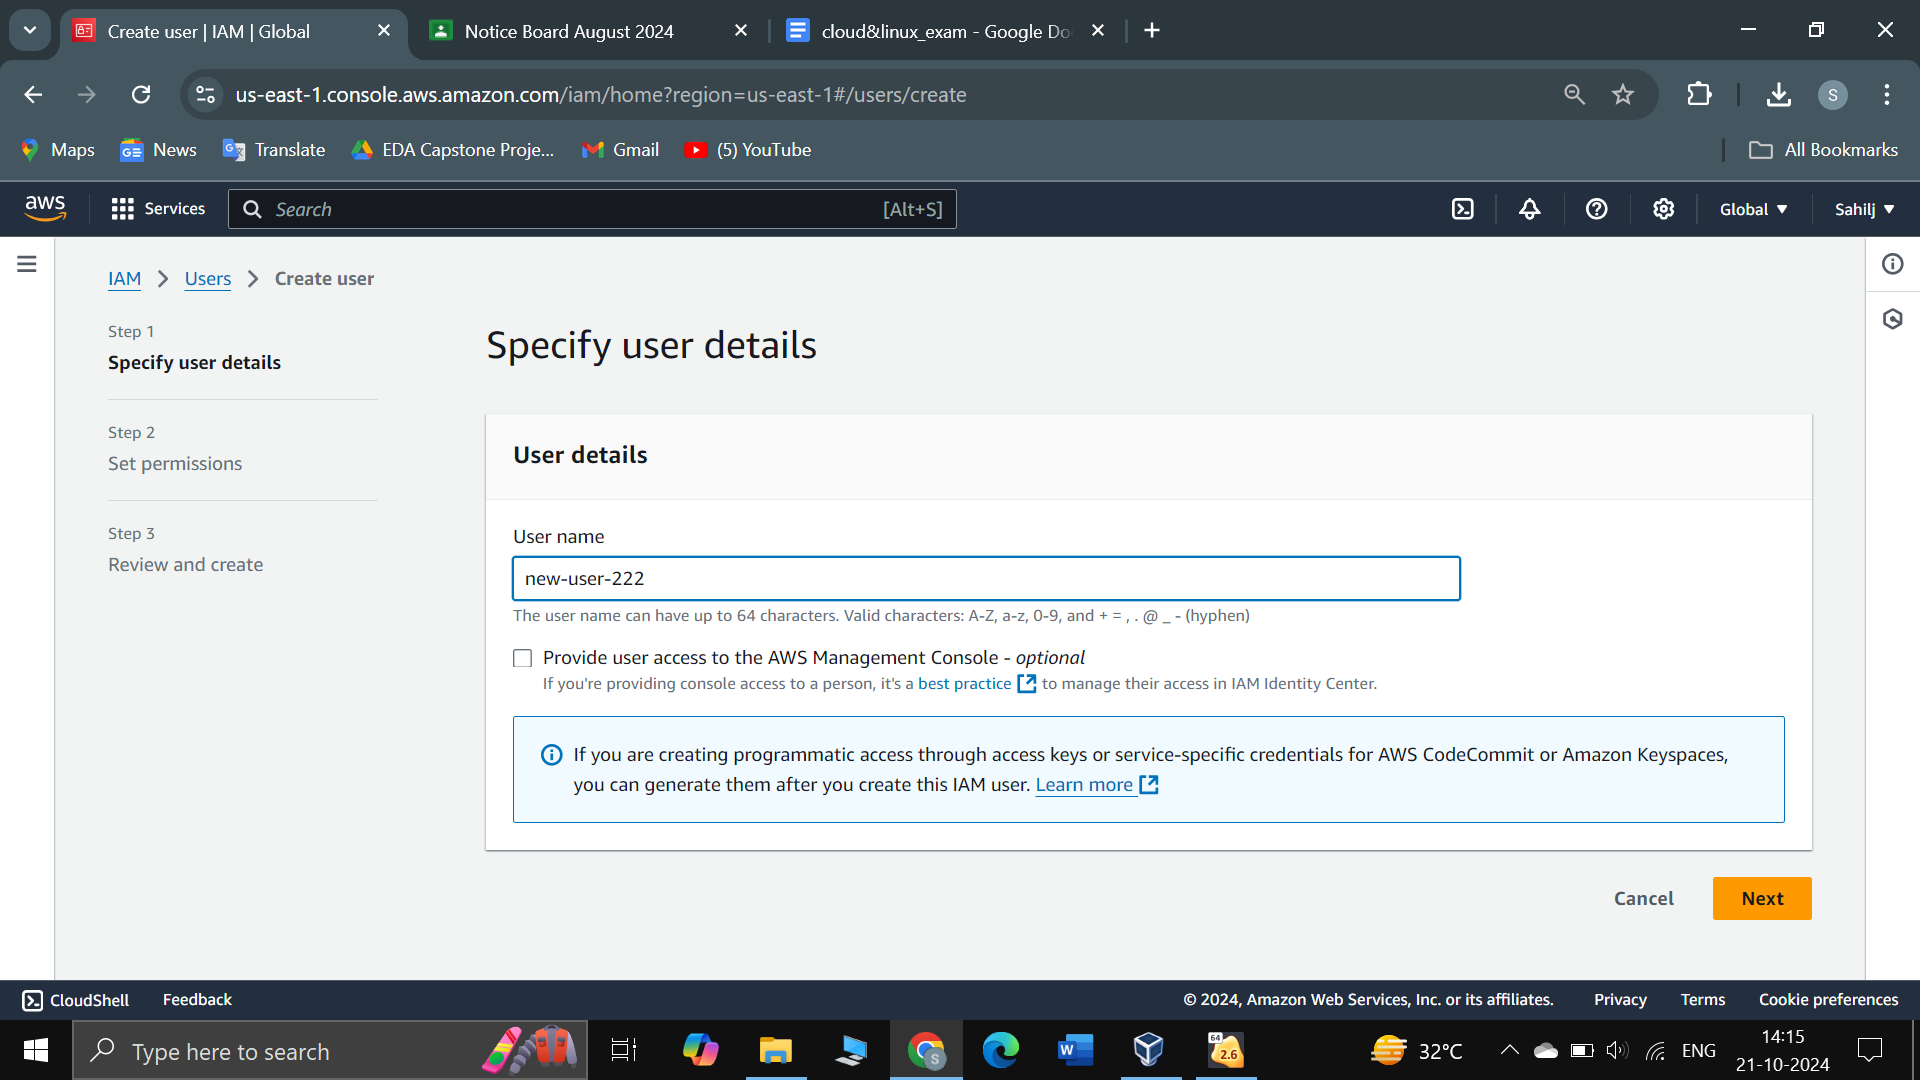 Create user | IAM | Global
Notice Board August 2024
cloud&linux_exam - Google Do
us-east-1.console.aws.amazon.com/iam/home?region=us-east-1#/users/create
S
Maps
News
Translate
EDA Capstone Proje...
Gmail
(5) YouTube
All Bookmarks
aws
Services
Search
[Alt+S]
Global
Sahilj
IAM
Users
Create user
Step 1
Specify user details
Step 2
Set permissions
Step 3
Review and create
Specify user details
User details
User name
new-user-222
The user name can have up to 64 characters. Valid characters: A-Z, a-z, 0-9, and + = , . @ _ - (hyphen)
Provide user access to the AWS Management Console - optional
If you're providing console access to a person, it's a best practice to manage their access in IAM Identity Center.
If you are creating programmatic access through access keys or service-specific credentials for AWS CodeCommit or Amazon Keyspaces,
you can generate them after you create this IAM user. Learn more
Cancel
Next
CloudShell
Feedback
© 2024, Amazon Web Services, Inc. or its affiliates.
Privacy
Terms
Cookie preferences
Type here to search
S
W
64
2.6
32°C
ENG
14:15
21-10-2024